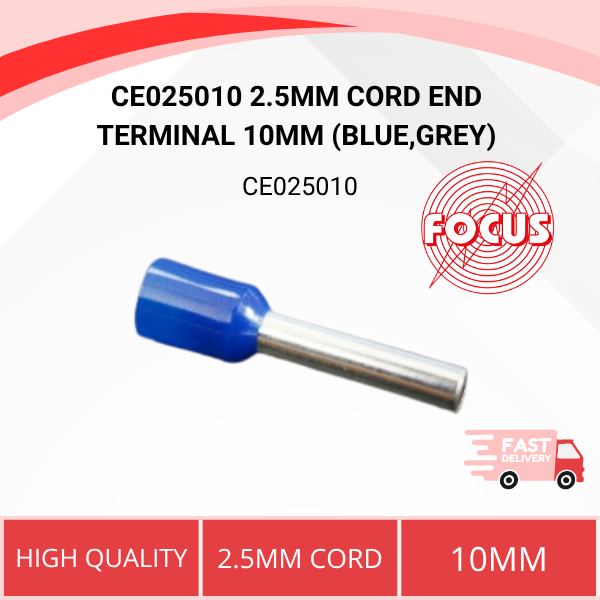 CE025010 2.5MM CORD END
TERMINAL 10MM (BLUE,GREY)
CE025010
FOCUS
FAST
DELIVERY
HIGH QUALITY
2.5MM CORD
10MM